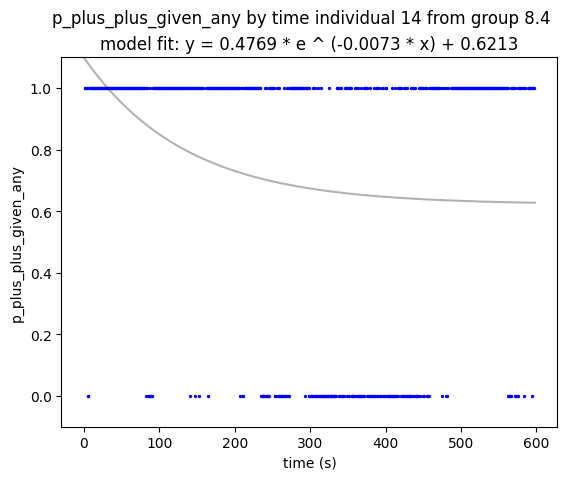 p_plus_plus_given_any by time individual 14 from group 8.4
model fit: y = 0.4769 * e ^ (-0.0073 * x) + 0.6213
p_plus_plus_given_any
1.0
0.8
0.6
0.4
0.2
0.0
0 100 200 300 400 500 600
time (s)